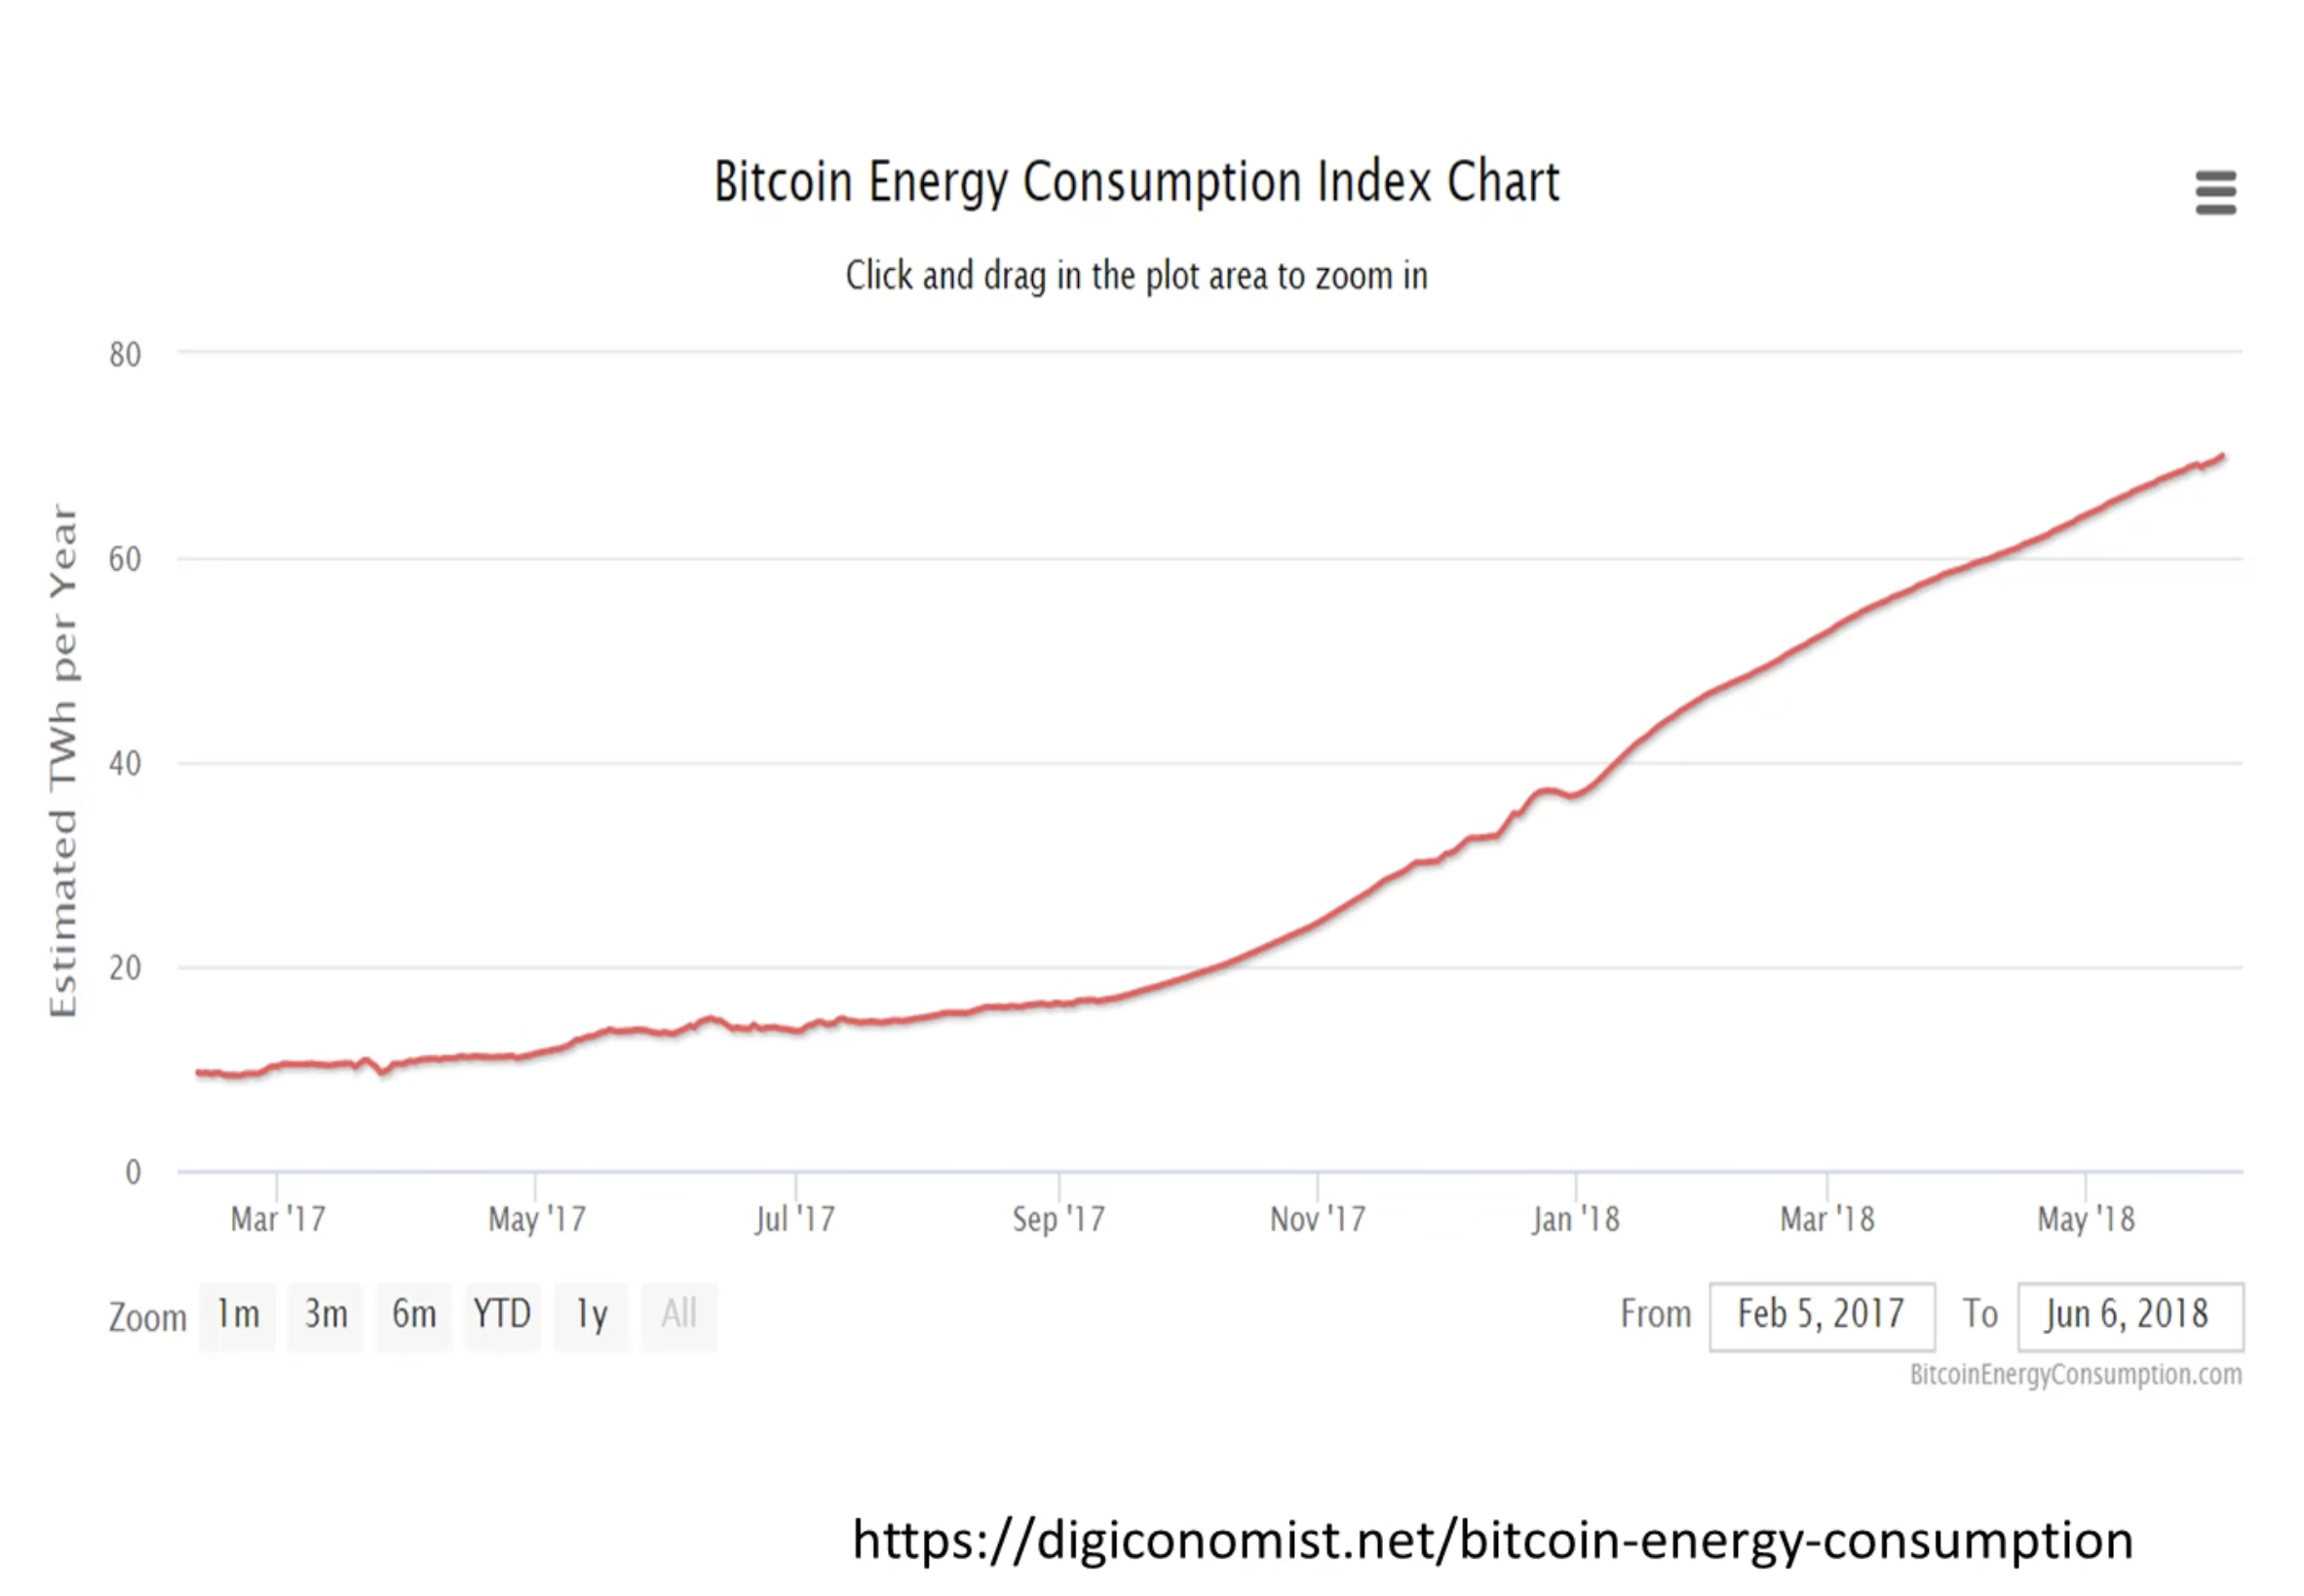 Bitcoin Energy Consumption Index Chart
Click and drag in the plot area to zoom in
Estimated TWh per Year
80
60
40
20
0
Mar '17 May '17 Jul '17 Sep '17 Nov '17 Jan '18 Mar '18 May '18
Zoom 1m 3m 6m YTD 1y All From Feb 5, 2017 To Jun 6, 2018
BitcoinEnergyConsumption.com
https://digiconomist.net/bitcoin-energy-consumption